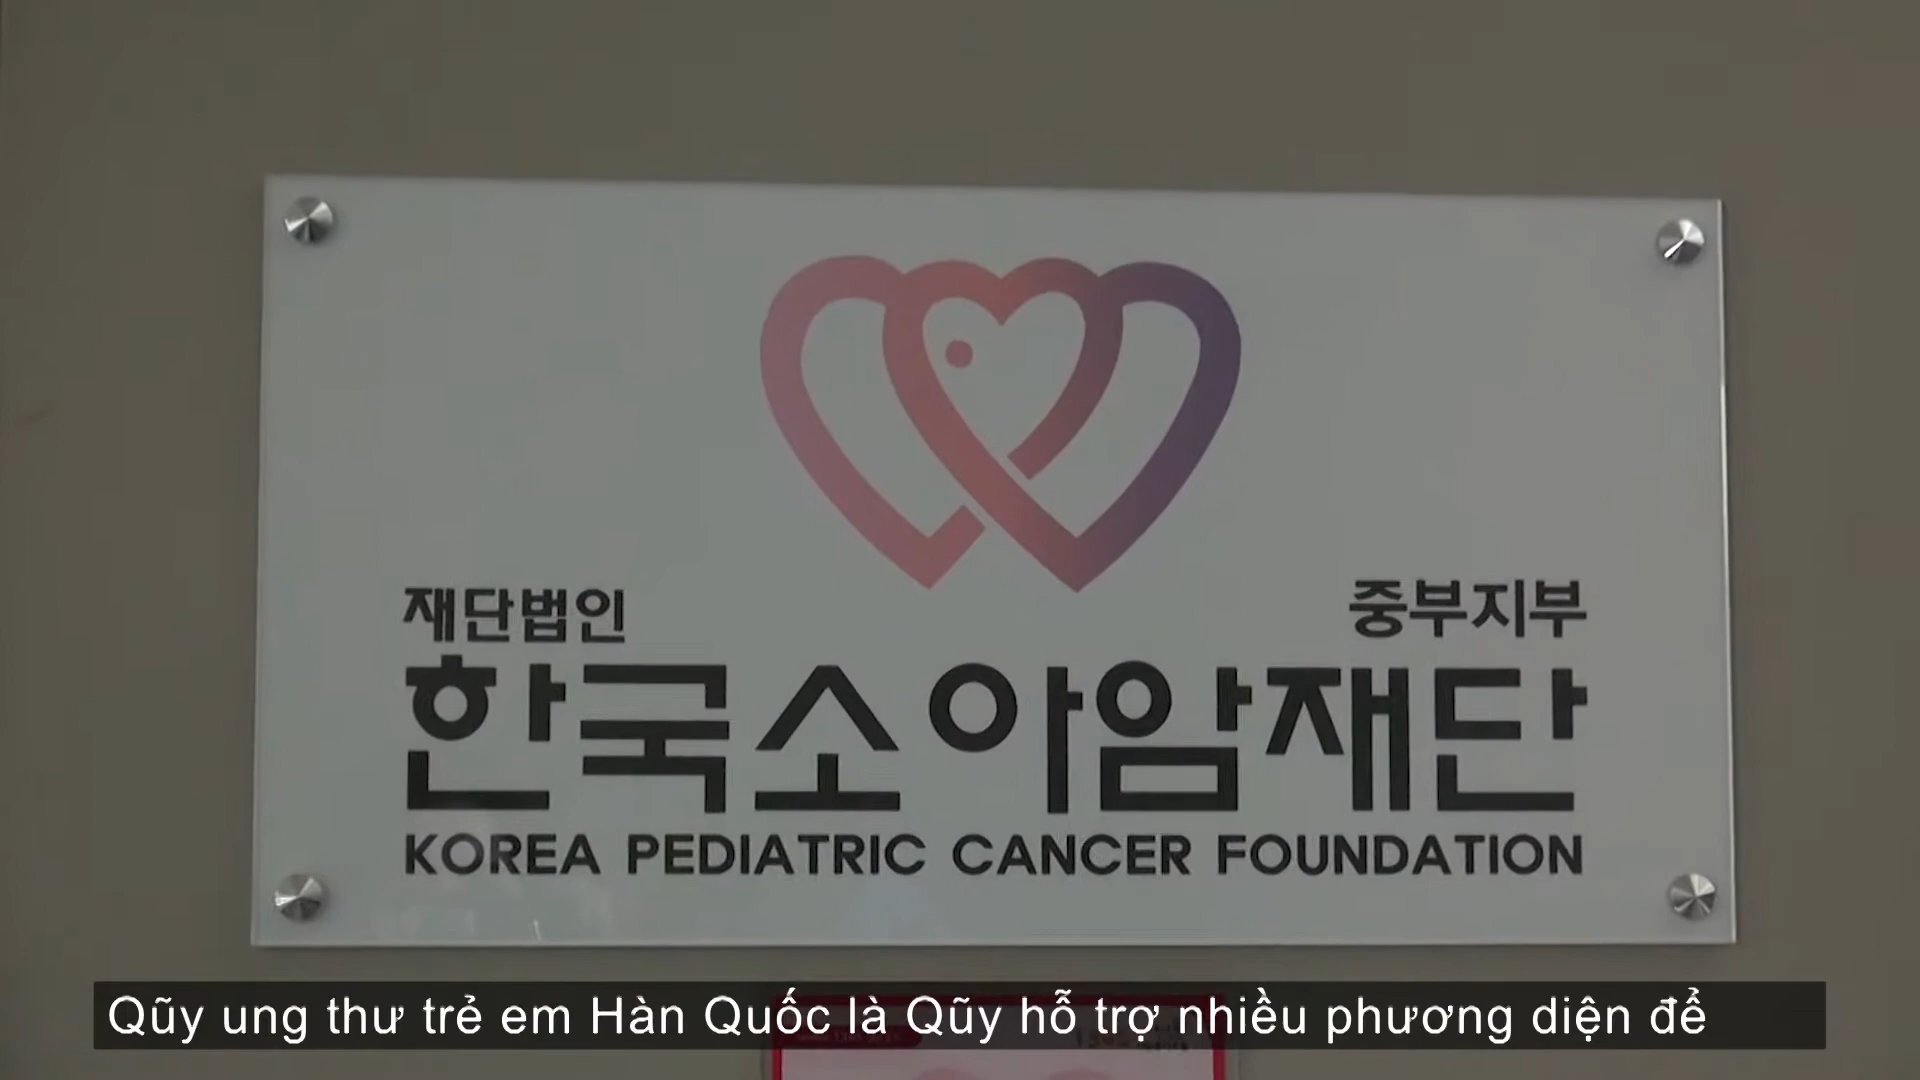 재단법인 중부지부
한국소아암재단
KOREA PEDIATRIC CANCER FOUNDATION
Qũy ung thư trẻ em Hàn Quốc là Qũy hỗ trợ nhiều phương diện để